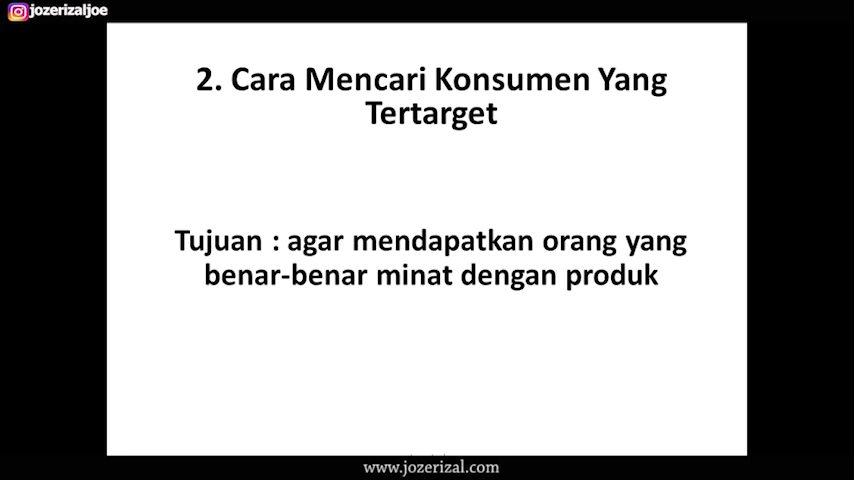 jozerizaljoe
2. Cara Mencari Konsumen Yang
Tertarget
Tujuan : agar mendapatkan orang yang
benar-benar minat dengan produk
www.jozerizal.com